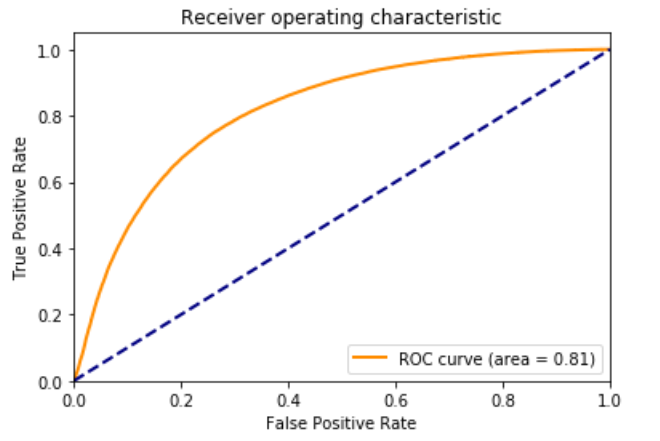 Receiver operating characteristic
1.0
0.8
0.6
0.4
0.2
0.0
True Positive Rate
ROC curve (area = 0.81)
0.0 0.2 0.4 0.6 0.8 1.0
False Positive Rate